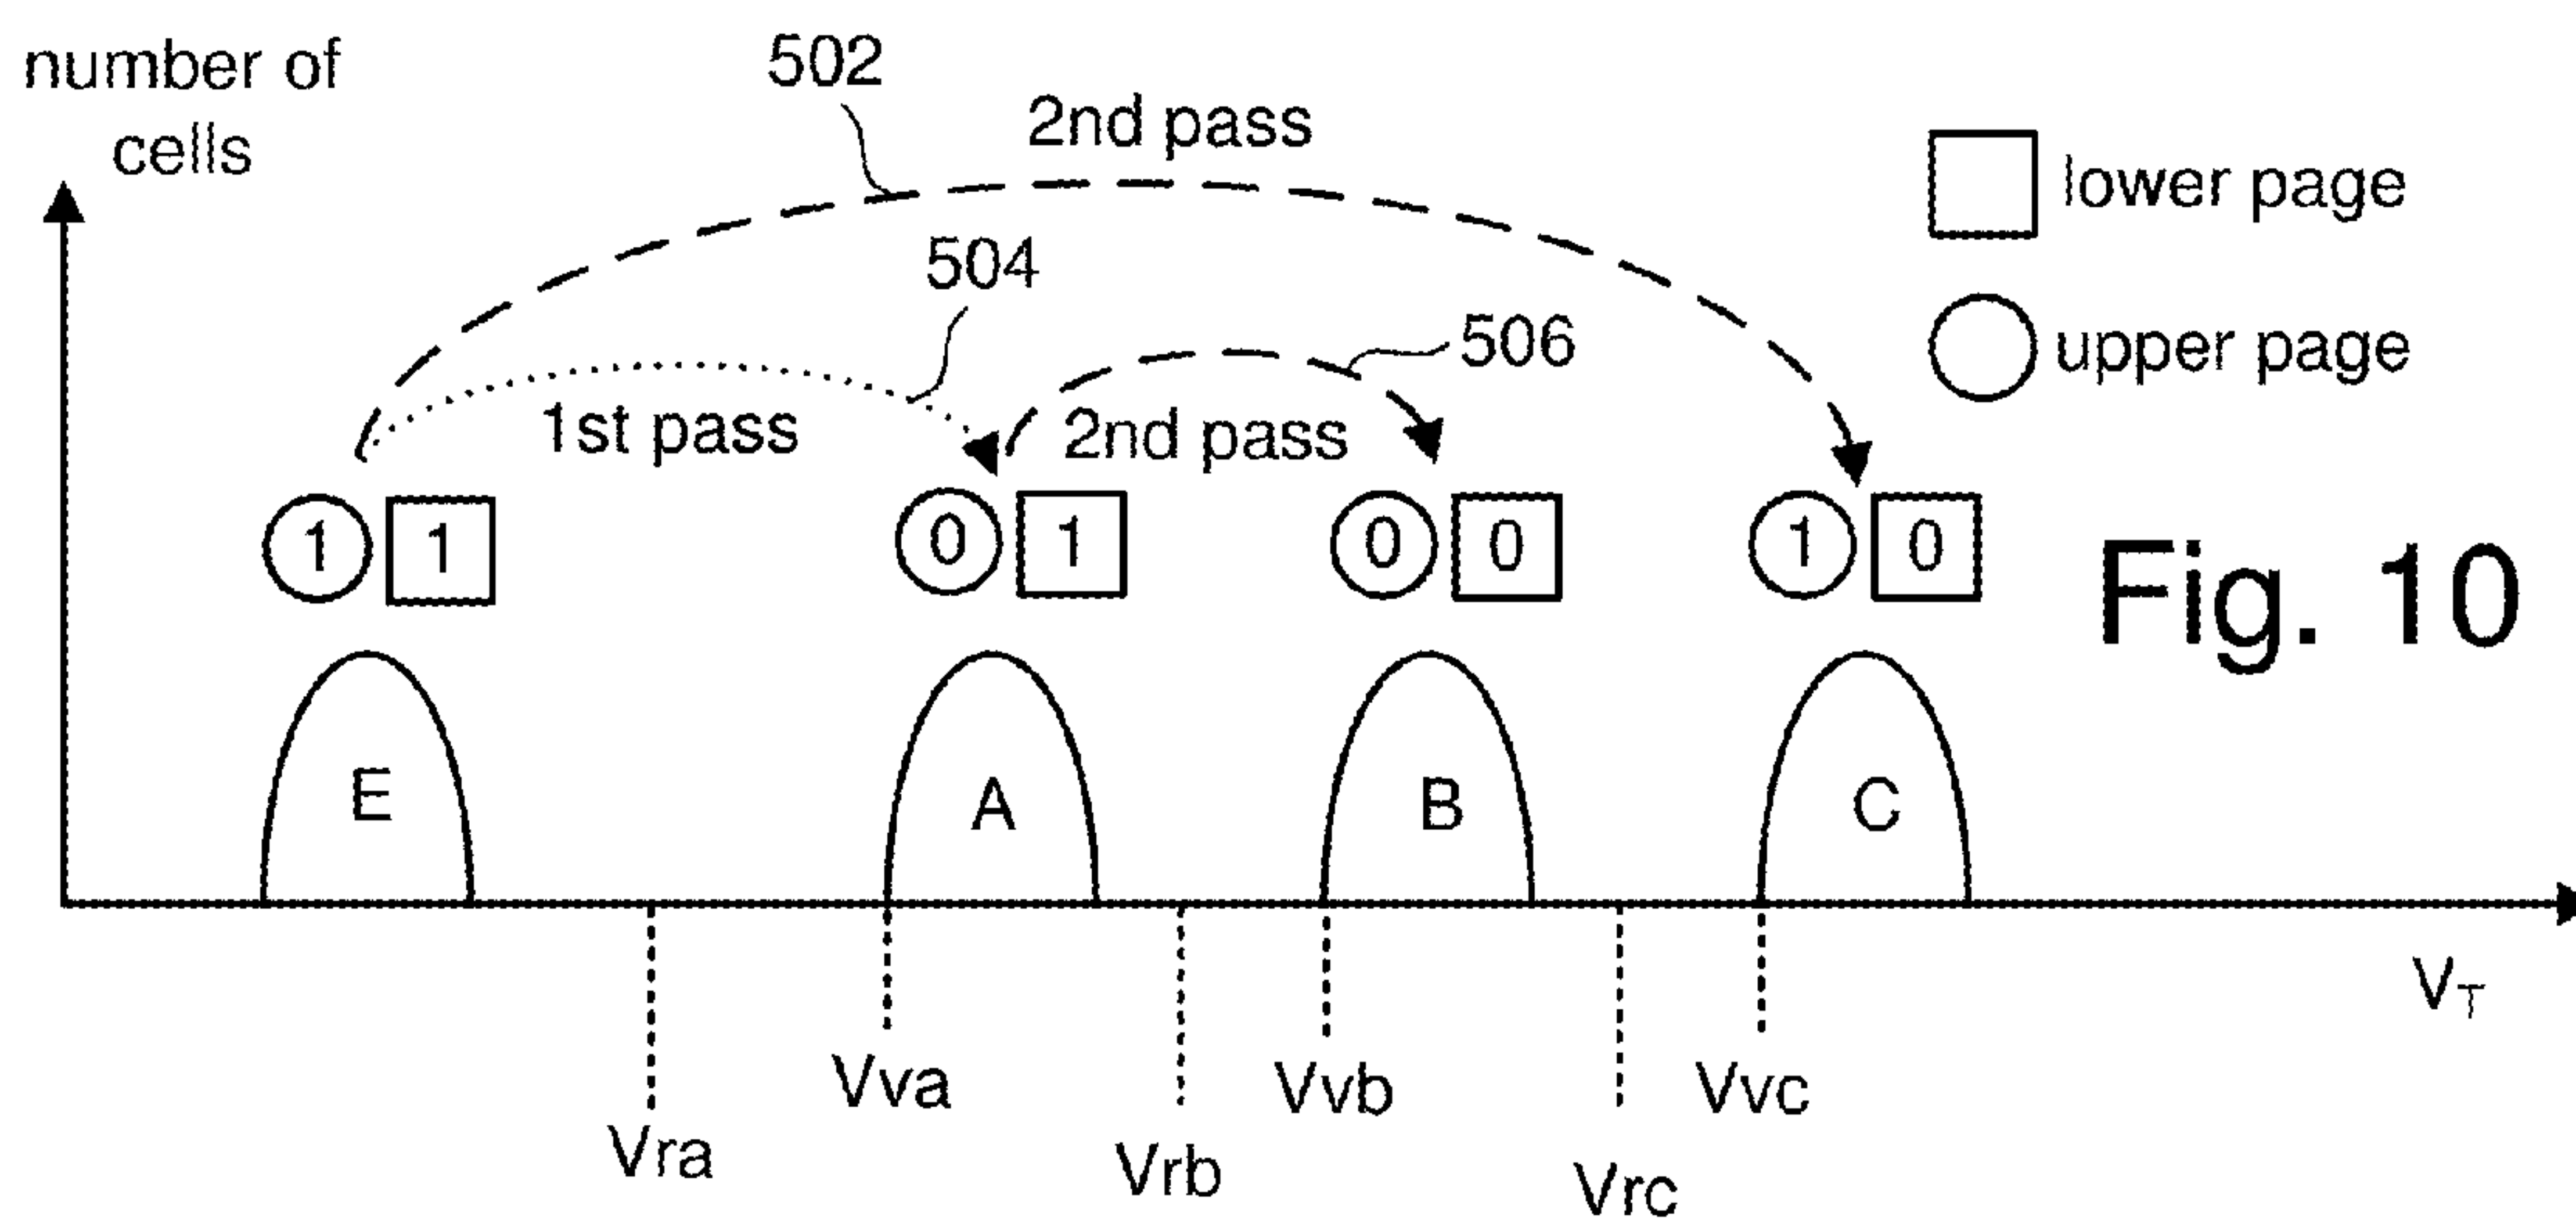 number of
cells
502
2nd pass
lower page
504
506
upper page
1st pass
2nd pass
1 1
0 1
0 0
1 0
Fig. 10
E
A
B
C
VT
Vva
Vvb
Vvc
Vra
Vrb
Vrc